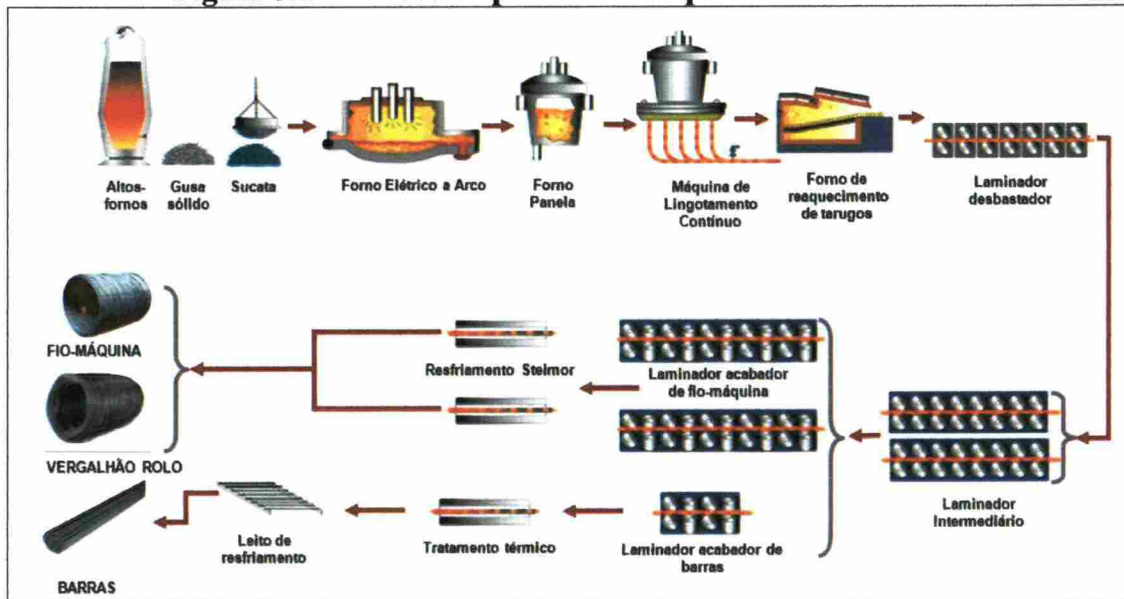 Altos-
fornos
Gusa
sólido
Sucata
Forno Elétrico a Arco
Forno
Panela
Máquina de
Lingotamento
Contínuo
Forno de
reaquecimento
de tarugos
Laminador
desbastador
FIO-MÁQUINA
Resfriamento Stelmor
Laminador acabador
de fio-máquina
VERGALHÃO ROLO
Laminador
Intermediário
Leito de
resfriamento
Tratamento térmico
Laminador acabador de
barras
BARRAS